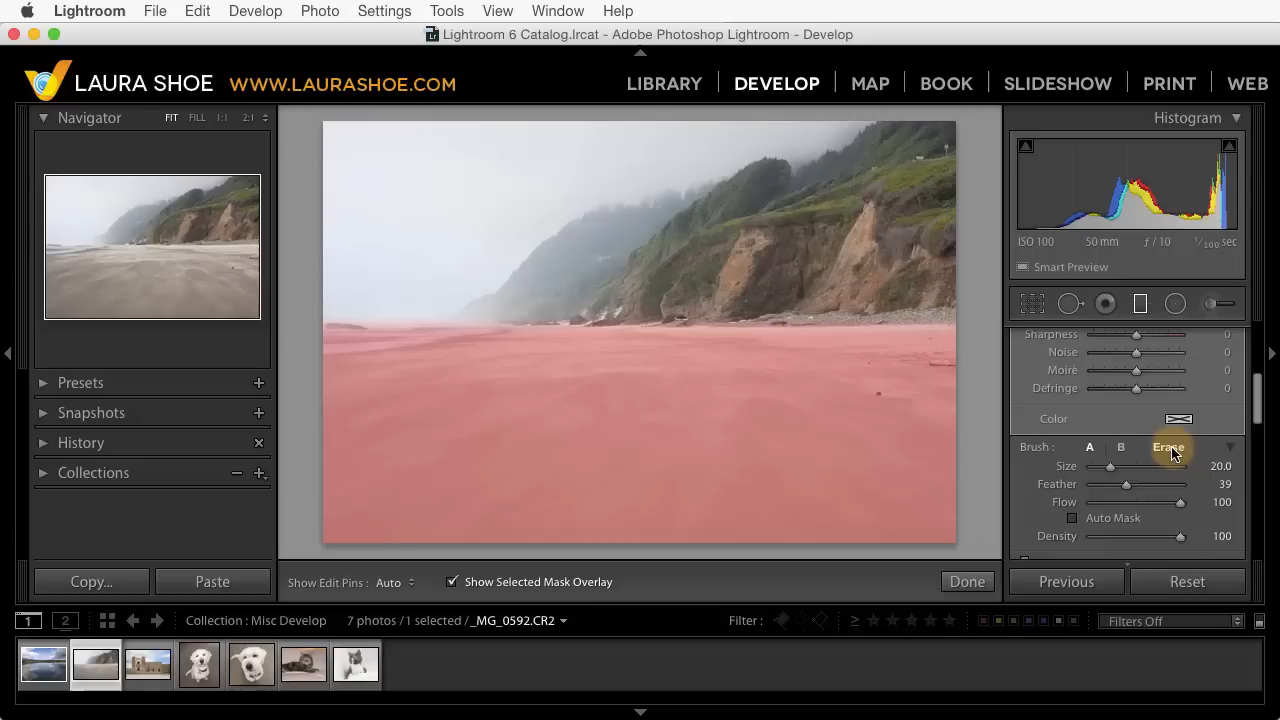 Lightroom File Edit Develop Photo Settings Tools View Window Help
Lr Lightroom 6 Catalog.lrcat - Adobe Photoshop Lightroom - Develop
LAURA SHOE WWW.LAURASHOE.COM LIBRARY DEVELOP MAP BOOK SLIDESHOW PRINT WEB
Navigator FIT FILL 1:1 2:1
Histogram
ISO 100 50 mm ƒ / 10 1/100 sec
Smart Preview
Sharpness 0
Noise 0
Moiré 0
Defringe 0
Color
Brush : A B Erase
Size 20.0
Feather 39
Flow 100
Auto Mask
Density 100
Presets
Snapshots
History
Collections
Copy... Paste Show Edit Pins : Auto Show Selected Mask Overlay Done Previous Reset
1 2 Collection : Misc Develop 7 photos / 1 selected / _MG_0592.CR2 Filter : ≥ Filters Off